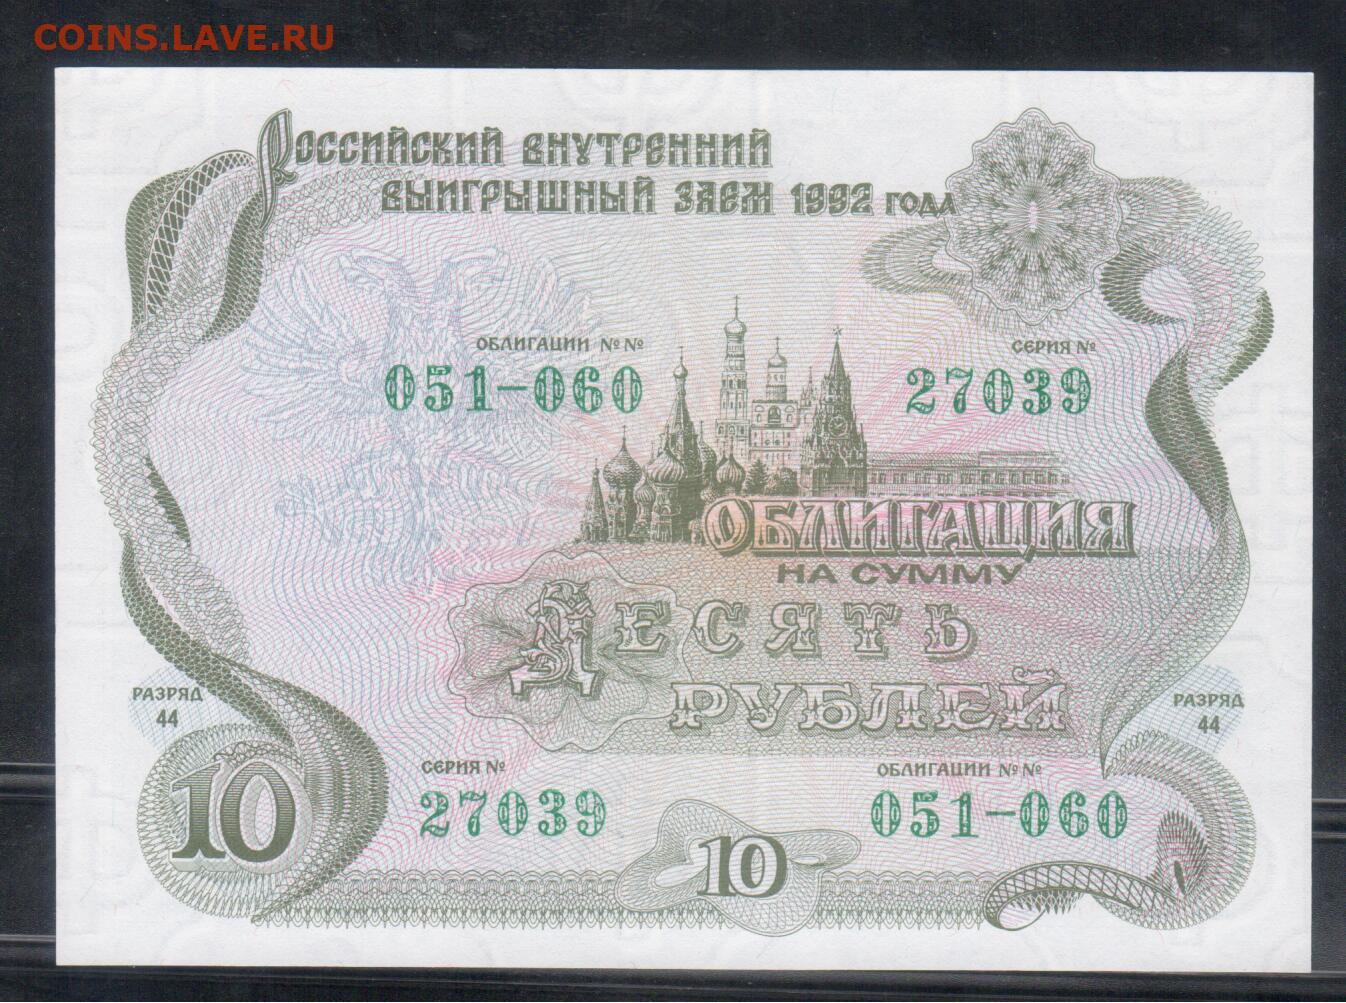 COINS.LAVE.RU
Российский внутренний
выигрышный заем 1992 года
ОБЛИГАЦИИ №№ СЕРИЯ №
051-060 27039
ОБЛИГАЦИЯ
НА СУММУ
ДЕСЯТЬ
РУБЛЕЙ
РАЗРЯД РАЗРЯД
44 44
СЕРИЯ № ОБЛИГАЦИИ №№
27039 051-060
10 10